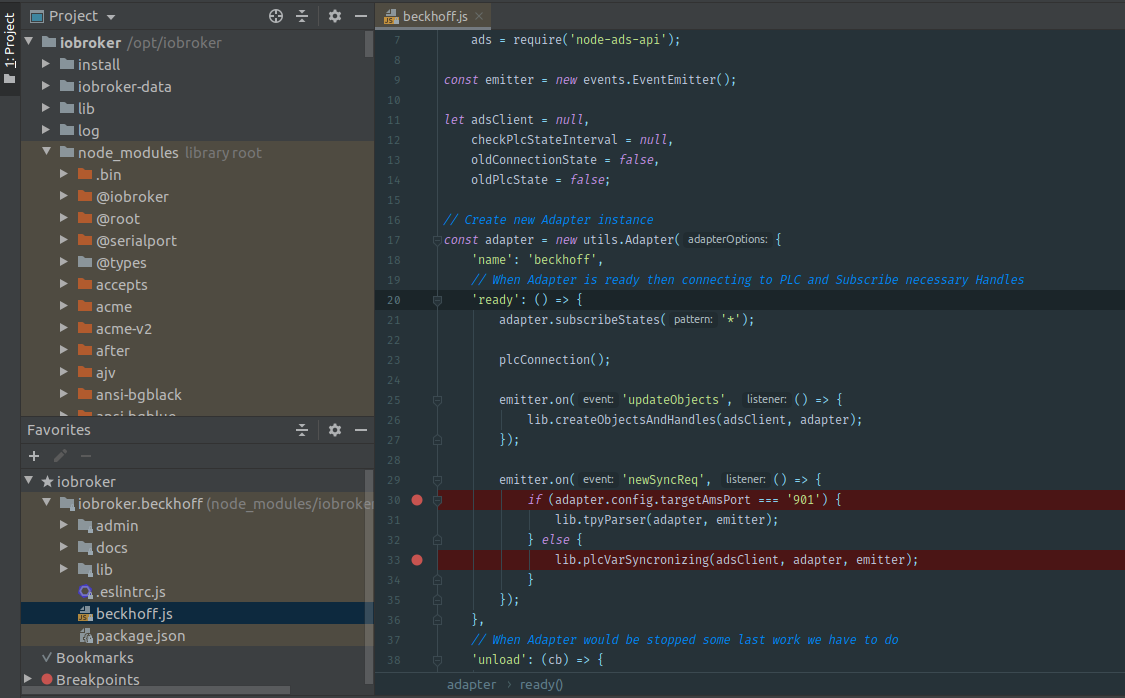 1: Project
Project
iobroker /opt/iobroker
install
iobroker-data
lib
log
node_modules library root
.bin
@iobroker
@root
@serialport
@types
accepts
acme
acme-v2
after
ajv
ansi-bgblack
ansi-bgblue
Favorites
iobroker
iobroker.beckhoff (node_modules/iobroker
admin
docs
lib
.eslintrc.js
beckhoff.js
package.json
Bookmarks
Breakpoints
beckhoff.js
7 ads = require('node-ads-api');
8
9 const emitter = new events.EventEmitter();
10
11 let adsClient = null,
12 checkPlcStateInterval = null,
13 oldConnectionState = false,
14 oldPlcState = false;
15
16 // Create new Adapter instance
17 const adapter = new utils.Adapter( adapterOptions: {
18 'name': 'beckhoff',
19 // When Adapter is ready then connecting to PLC and Subscribe necessary Handles
20 'ready': () => {
21 adapter.subscribeStates( pattern: '*');
22
23 plcConnection();
24
25 emitter.on( event: 'updateObjects', listener: () => {
26 lib.createObjectsAndHandles(adsClient, adapter);
27 });
28
29 emitter.on( event: 'newSyncReq', listener: () => {
30 if (adapter.config.targetAmsPort === '901') {
31 lib.tpyParser(adapter, emitter);
32 } else {
33 lib.plcVarSyncronizing(adsClient, adapter, emitter);
34 }
35 });
36 },
37 // When Adapter would be stopped some last work we have to do
38 'unload': (cb) => {
adapter › ready()